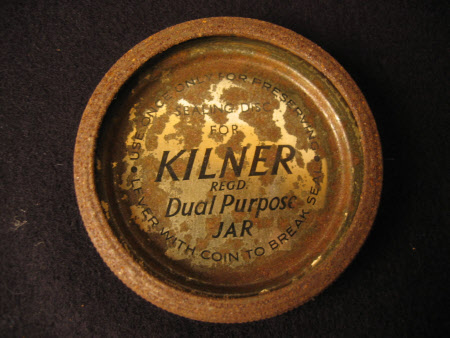 • USE ONCE ONLY FOR PRESERVING •
SEALING DISC
FOR
KILNER
REGD.
Dual Purpose
JAR
LEVER WITH COIN TO BREAK SEAL